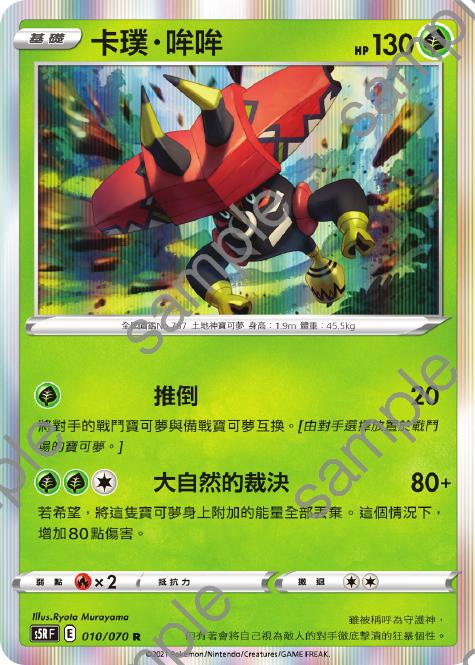 基礎 卡璞・哞哞 HP 130
全國圖鑑No.787 土地神寶可夢 身高：1.9m 體重：45.5kg
推倒 20
將對手的戰鬥寶可夢與備戰寶可夢互換。[由對手選擇放置於戰鬥
場的寶可夢。]
大自然的裁決 80+
若希望，將這隻寶可夢身上附加的能量全部丟棄。這個情況下，
增加80點傷害。
弱點 ×2 抵抗力 撤退
Illus.Ryota Murayama
s5R F E 010/070 R
雖被稱呼為守護神，
但有著會將自己視為敵人的對手徹底擊潰的狂暴個性。
©2021 Pokémon/Nintendo/Creatures/GAME FREAK.
sample
sample
sample
sample
sample
sample